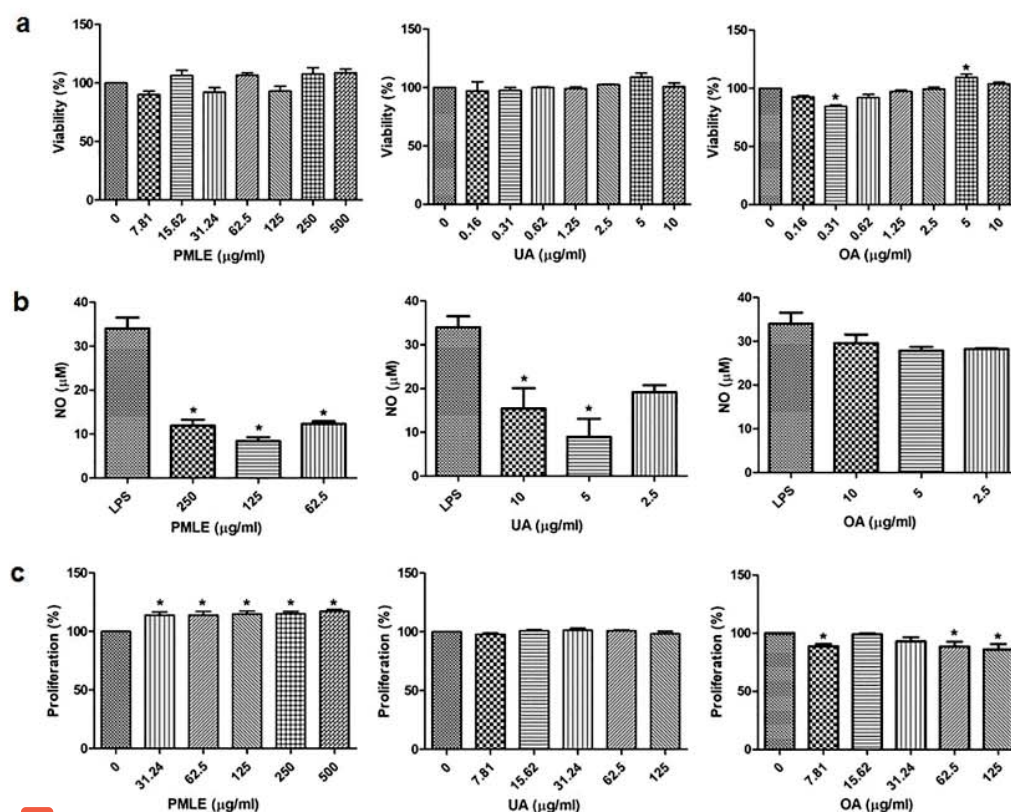 a
150
100
50
0
Viability (%)
0 7.81 15.62 31.24 62.5 125 250 500
PMLE (µg/ml)
150
100
50
0
Viability (%)
0 0.16 0.31 0.62 1.25 2.5 5 10
UA (µg/ml)
150
100
50
0
Viability (%)
* *
0 0.16 0.31 0.62 1.25 2.5 5 10
OA (µg/ml)
b
40
30
20
10
0
NO (µM)
* * *
LPS 250 125 62.5
PMLE (µg/ml)
40
30
20
10
0
NO (µM)
* *
LPS 10 5 2.5
UA (µg/ml)
40
30
20
10
0
NO (µM)
LPS 10 5 2.5
OA (µg/ml)
c
150
100
50
0
Proliferation (%)
* * * * *
0 31.24 62.5 125 250 500
PMLE (µg/ml)
150
100
50
0
Proliferation (%)
0 7.81 15.62 31.24 62.5 125
UA (µg/ml)
150
100
50
0
Proliferation (%)
* * *
0 7.81 15.62 31.24 62.5 125
OA (µg/ml)